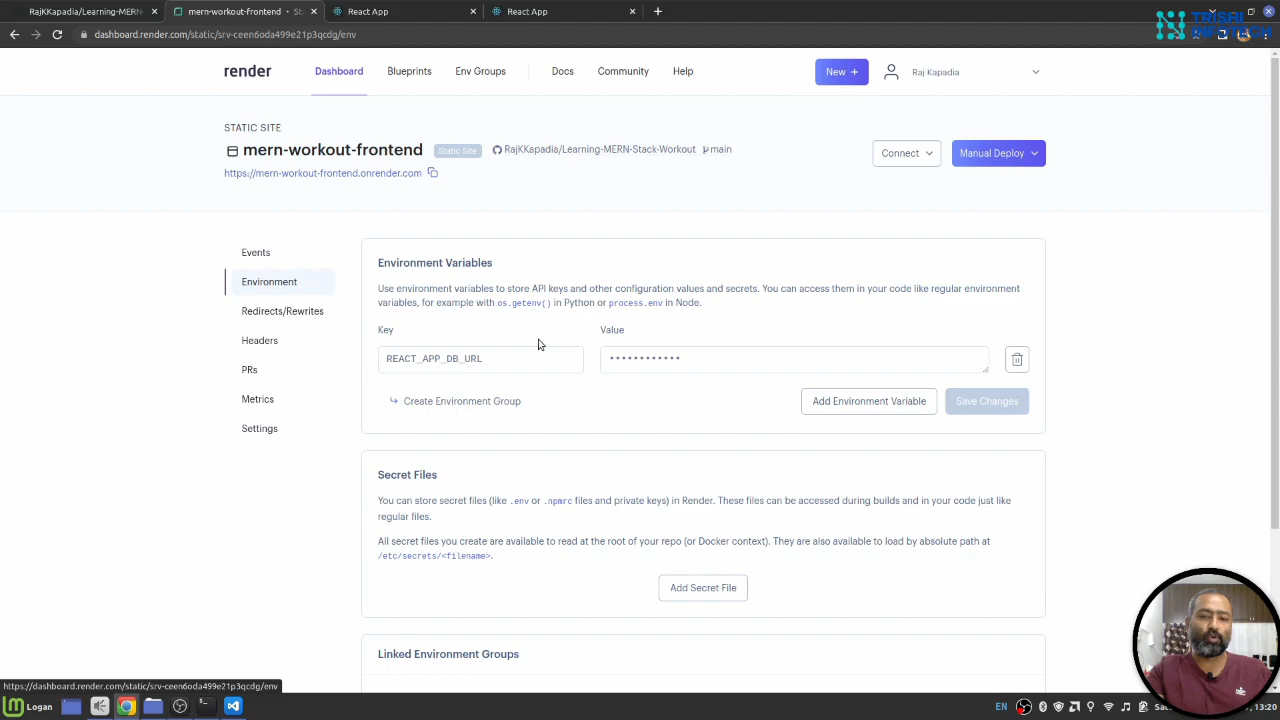 RajKKapadia/Learning-MERN-
mern-workout-frontend · Sta
React App
React App
TRISHI
INFOTECH
dashboard.render.com/static/srv-ceen6oda499e21p3qcdg/env
render
Dashboard
Blueprints
Env Groups
Docs
Community
Help
New +
Raj Kapadia
STATIC SITE
mern-workout-frontend
Static Site
RajKKapadia/Learning-MERN-Stack-Workout
main
Connect
Manual Deploy
https://mern-workout-frontend.onrender.com
Events
Environment
Redirects/Rewrites
Headers
PRs
Metrics
Settings
Environment Variables
Use environment variables to store API keys and other configuration values and secrets. You can access them in your code like regular environment
variables, for example with os.getenv() in Python or process.env in Node.
Key
Value
REACT_APP_DB_URL
••••••••••••
Create Environment Group
Add Environment Variable
Save Changes
Secret Files
You can store secret files (like .env or .npmrc files and private keys) in Render. These files can be accessed during builds and in your code just like
regular files.
All secret files you create are available to read at the root of your repo (or Docker context). They are also available to load by absolute path at
/etc/secrets/<filename>.
Add Secret File
Linked Environment Groups
https://dashboard.render.com/static/srv-ceen6oda499e21p3qcdg/env
Logan
EN
13:20